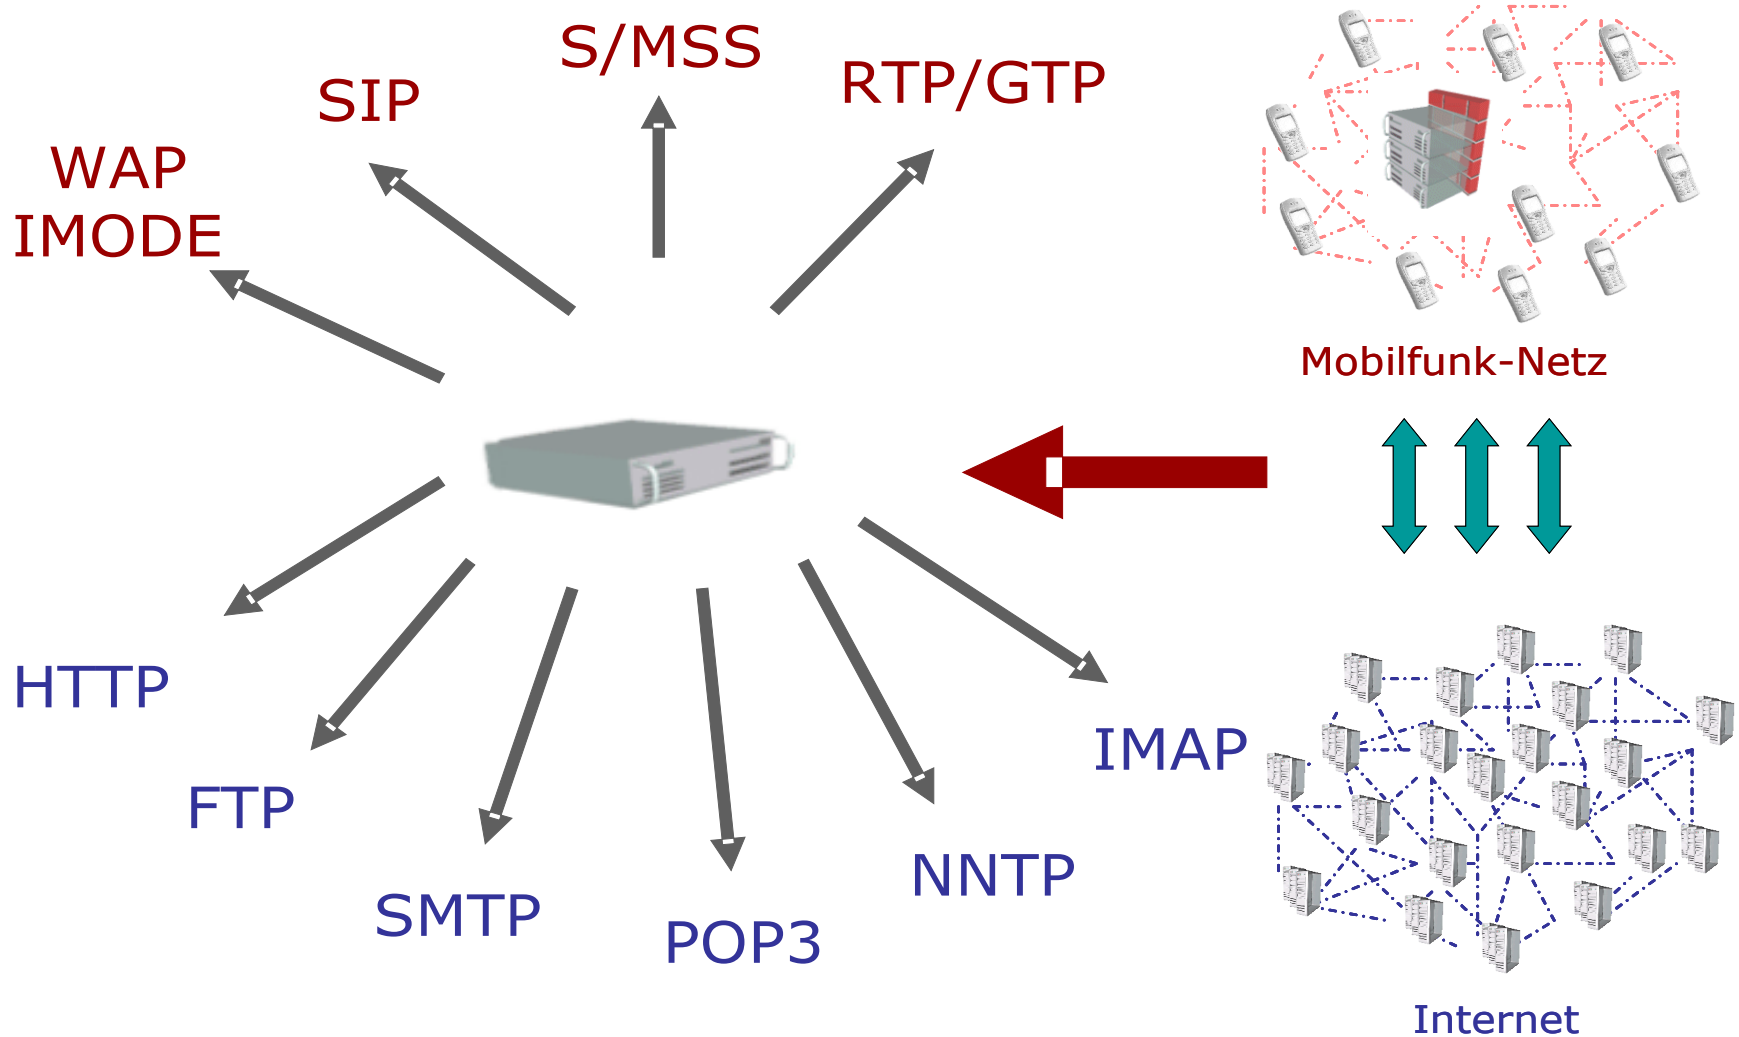 S/MSS
SIP
RTP/GTP
WAP
IMODE
Mobilfunk-Netz
HTTP
IMAP
FTP
NNTP
SMTP
POP3
Internet